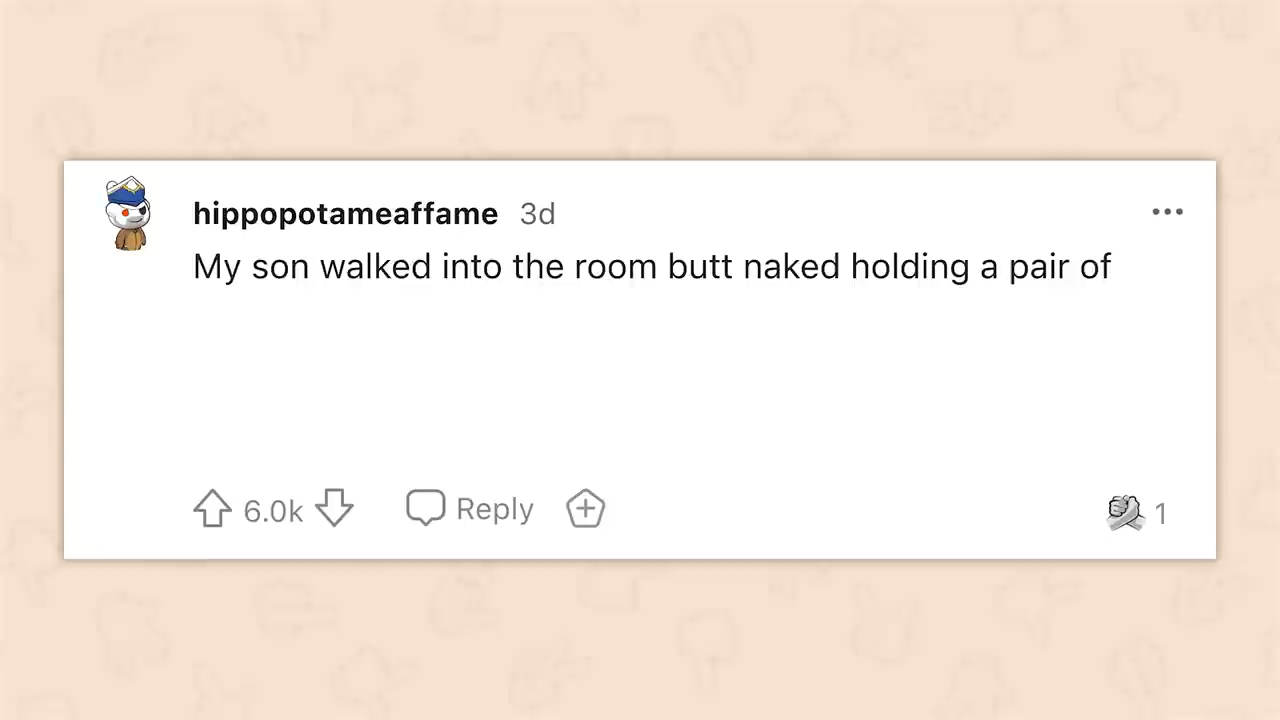 hippopotameaffame 3d
My son walked into the room butt naked holding a pair of
6.0k Reply 1